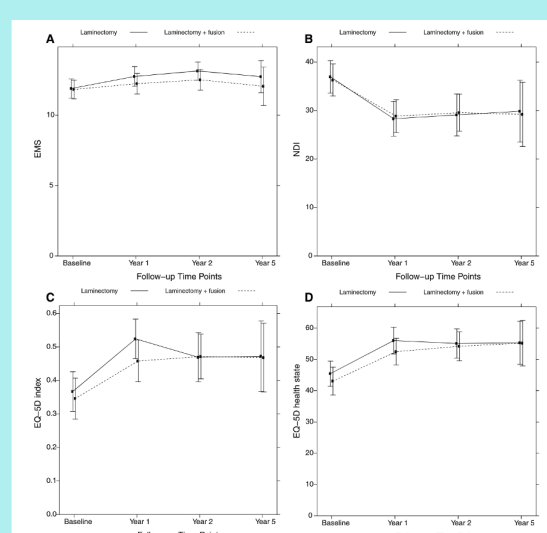 A
Laminectomy Laminectomy + fusion
EMS
10
5
0
Baseline Year 1 Year 2 Year 5
Follow-up Time Points
B
Laminectomy Laminectomy + fusion
NDI
40
30
20
10
0
Baseline Year 1 Year 2 Year 5
Follow-up Time Points
C
Laminectomy Laminectomy + fusion
EQ-5D index
0.6
0.5
0.4
0.3
0.2
0.1
0.0
Baseline Year 1 Year 2 Year 5
D
Laminectomy Laminectomy + fusion
EQ-5D health state
60
50
40
30
20
10
0
Baseline Year 1 Year 2 Year 5